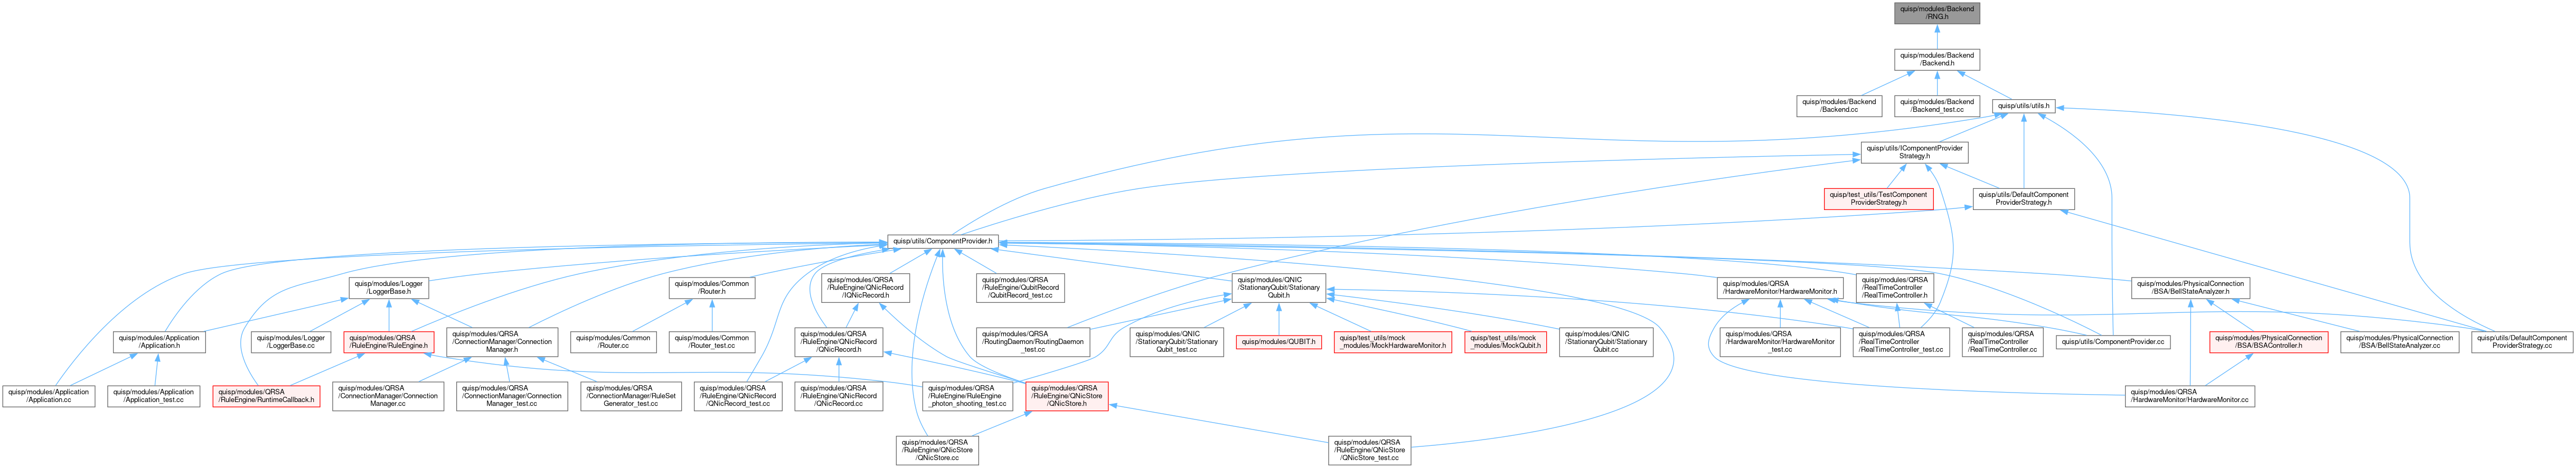 quisp/modules/Backend
/RNG.h
quisp/modules/Backend
/Backend.h
quisp/modules/Backend
/Backend.cc
quisp/modules/Backend
/Backend_test.cc
quisp/utils/utils.h
quisp/utils/IComponentProvider
Strategy.h
quisp/test_utils/TestComponent
ProviderStrategy.h
quisp/utils/DefaultComponent
ProviderStrategy.h
quisp/utils/ComponentProvider.h
quisp/modules/Logger
/LoggerBase.h
quisp/modules/Common
/Router.h
quisp/modules/QRSA
/RuleEngine/QNicRecord
/IQNicRecord.h
quisp/modules/QRSA
/RuleEngine/QubitRecord
/QubitRecord_test.cc
quisp/modules/QNIC
/StationaryQubit/Stationary
Qubit.h
quisp/modules/QRSA
/HardwareMonitor/HardwareMonitor.h
quisp/modules/QRSA
/RealTimeController
/RealTimeController.h
quisp/modules/PhysicalConnection
/BSA/BellStateAnalyzer.h
quisp/modules/Application
/Application.h
quisp/modules/Logger
/LoggerBase.cc
quisp/modules/QRSA
/RuleEngine/RuleEngine.h
quisp/modules/QRSA
/ConnectionManager/Connection
Manager.h
quisp/modules/Common
/Router.cc
quisp/modules/Common
/Router_test.cc
quisp/modules/QRSA
/RuleEngine/QNicRecord
/QNicRecord.h
quisp/modules/QRSA
/RoutingDaemon/RoutingDaemon
_test.cc
quisp/modules/QNIC
/StationaryQubit/Stationary
Qubit_test.cc
quisp/modules/QUBIT.h
quisp/test_utils/mock
_modules/MockHardwareMonitor.h
quisp/test_utils/mock
_modules/MockQubit.h
quisp/modules/QNIC
/StationaryQubit/Stationary
Qubit.cc
quisp/modules/QRSA
/HardwareMonitor/HardwareMonitor
_test.cc
quisp/modules/QRSA
/RealTimeController
/RealTimeController_test.cc
quisp/modules/QRSA
/RealTimeController
/RealTimeController.cc
quisp/utils/ComponentProvider.cc
quisp/modules/PhysicalConnection
/BSA/BSAController.h
quisp/modules/PhysicalConnection
/BSA/BellStateAnalyzer.cc
quisp/utils/DefaultComponent
ProviderStrategy.cc
quisp/modules/Application
/Application.cc
quisp/modules/Application
/Application_test.cc
quisp/modules/QRSA
/RuleEngine/RuntimeCallback.h
quisp/modules/QRSA
/ConnectionManager/Connection
Manager.cc
quisp/modules/QRSA
/ConnectionManager/Connection
Manager_test.cc
quisp/modules/QRSA
/ConnectionManager/RuleSet
Generator_test.cc
quisp/modules/QRSA
/RuleEngine/QNicRecord
/QNicRecord_test.cc
quisp/modules/QRSA
/RuleEngine/QNicRecord
/QNicRecord.cc
quisp/modules/QRSA
/RuleEngine/RuleEngine
_photon_shooting_test.cc
quisp/modules/QRSA
/RuleEngine/QNicStore
/QNicStore.h
quisp/modules/QRSA
/HardwareMonitor/HardwareMonitor.cc
quisp/modules/QRSA
/RuleEngine/QNicStore
/QNicStore.cc
quisp/modules/QRSA
/RuleEngine/QNicStore
/QNicStore_test.cc